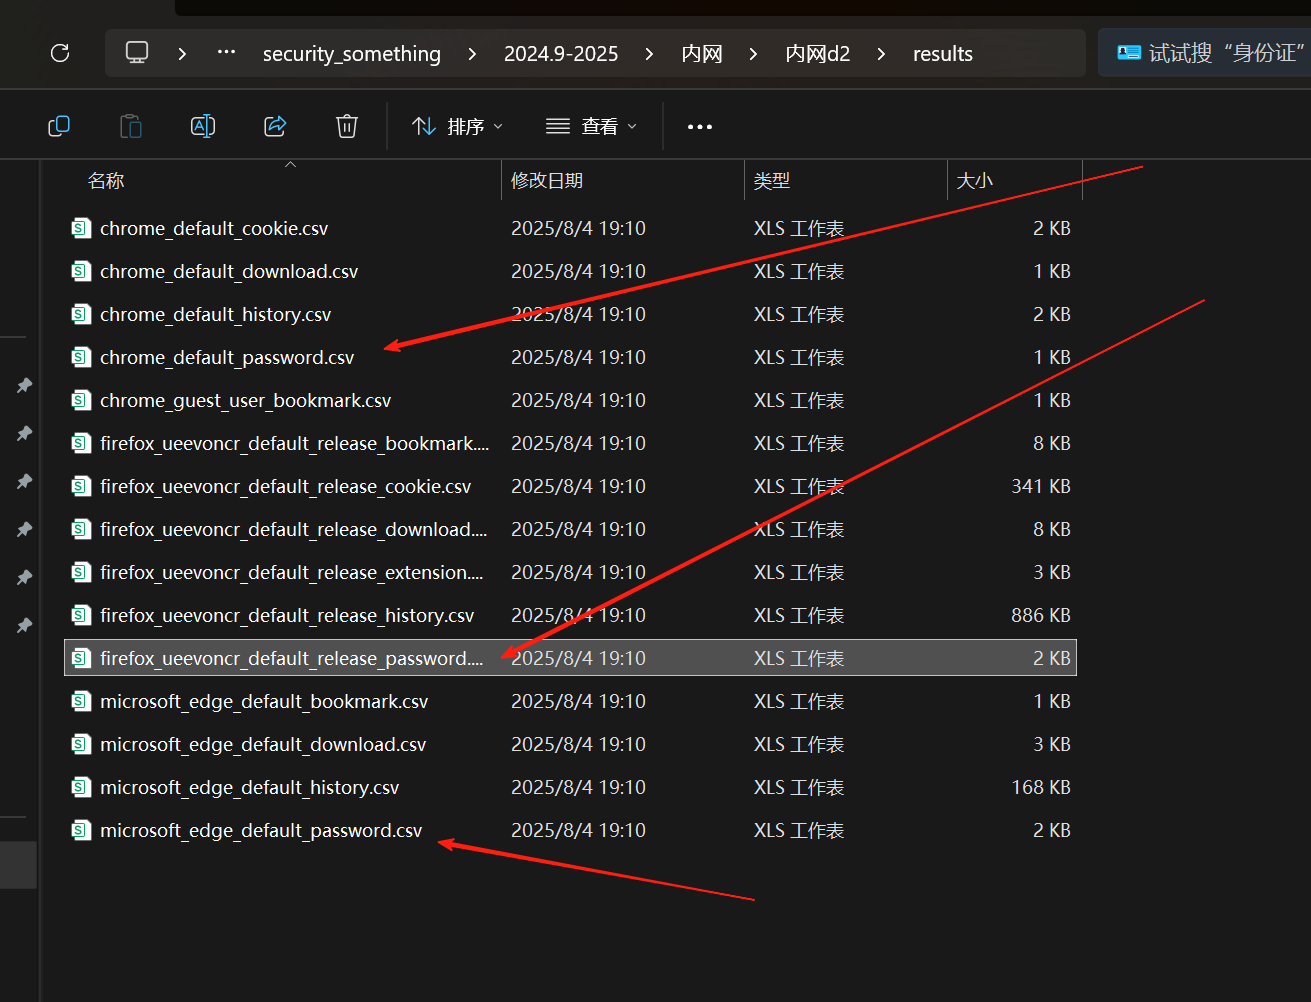 security_something > 2024.9-2025 > 内网 > 内网d2 > results 试试搜“身份证”
排序 查看
名称 修改日期 类型 大小
chrome_default_cookie.csv 2025/8/4 19:10 XLS 工作表 2 KB
chrome_default_download.csv 2025/8/4 19:10 XLS 工作表 1 KB
chrome_default_history.csv 2025/8/4 19:10 XLS 工作表 2 KB
chrome_default_password.csv 2025/8/4 19:10 XLS 工作表 1 KB
chrome_guest_user_bookmark.csv 2025/8/4 19:10 XLS 工作表 1 KB
firefox_ueevoncr_default_release_bookmark.... 2025/8/4 19:10 XLS 工作表 8 KB
firefox_ueevoncr_default_release_cookie.csv 2025/8/4 19:10 XLS 工作表 341 KB
firefox_ueevoncr_default_release_download.... 2025/8/4 19:10 XLS 工作表 8 KB
firefox_ueevoncr_default_release_extension.... 2025/8/4 19:10 XLS 工作表 3 KB
firefox_ueevoncr_default_release_history.csv 2025/8/4 19:10 XLS 工作表 886 KB
firefox_ueevoncr_default_release_password.... 2025/8/4 19:10 XLS 工作表 2 KB
microsoft_edge_default_bookmark.csv 2025/8/4 19:10 XLS 工作表 1 KB
microsoft_edge_default_download.csv 2025/8/4 19:10 XLS 工作表 3 KB
microsoft_edge_default_history.csv 2025/8/4 19:10 XLS 工作表 168 KB
microsoft_edge_default_password.csv 2025/8/4 19:10 XLS 工作表 2 KB